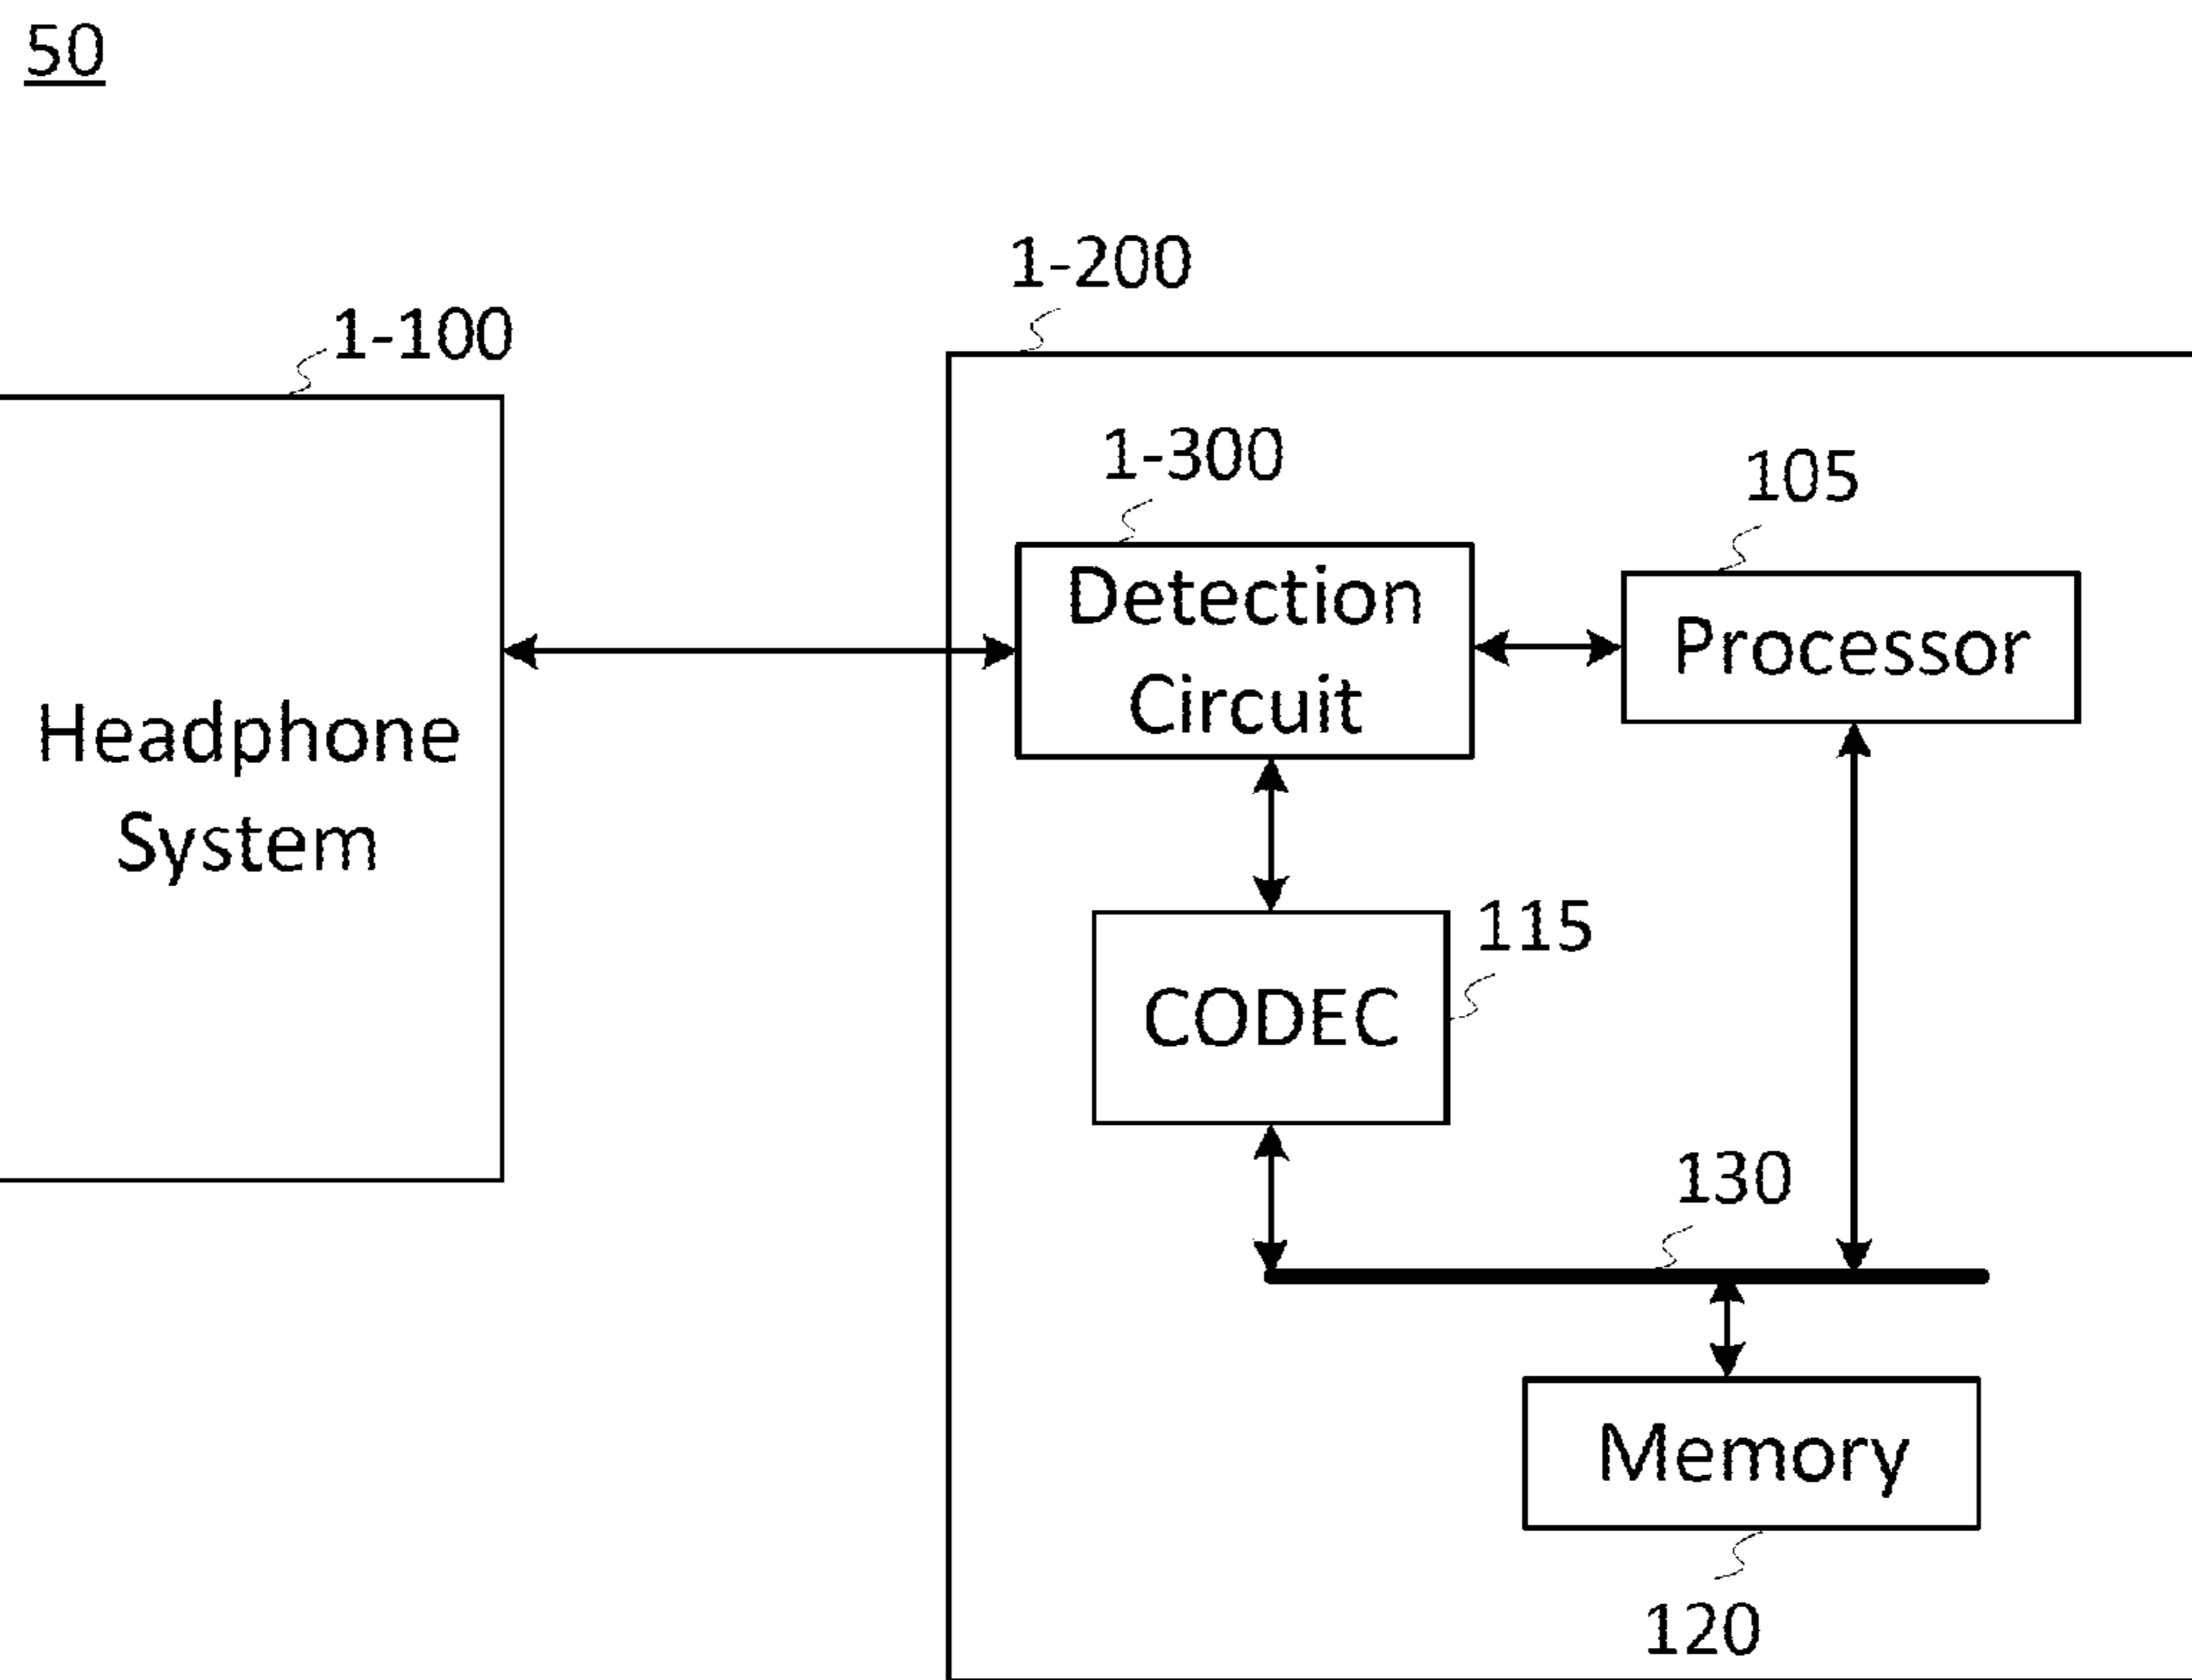 50
1-200
1-100
1-300
105
Detection
Circuit
Processor
Headphone
System
115
CODEC
130
Memory
120